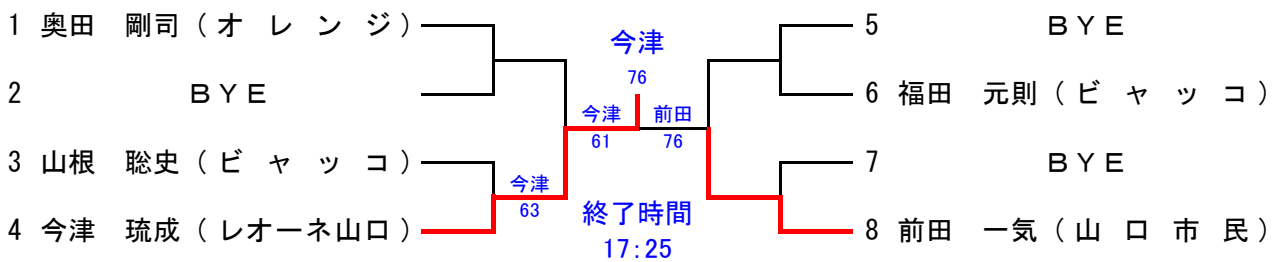 1 奥田 剛司 ( オ レ ン ジ )
2 ＢＹＥ
3 山根 聡史 ( ビ ャ ッ コ )
4 今津 琉成 ( レオーネ山口 )
今津
63
今津
61
今津
76
前田
76
終了時間
17:25
5 ＢＹＥ
6 福田 元則 ( ビ ャ ッ コ )
7 ＢＹＥ
8 前田 一気 ( 山 口 市 民 )